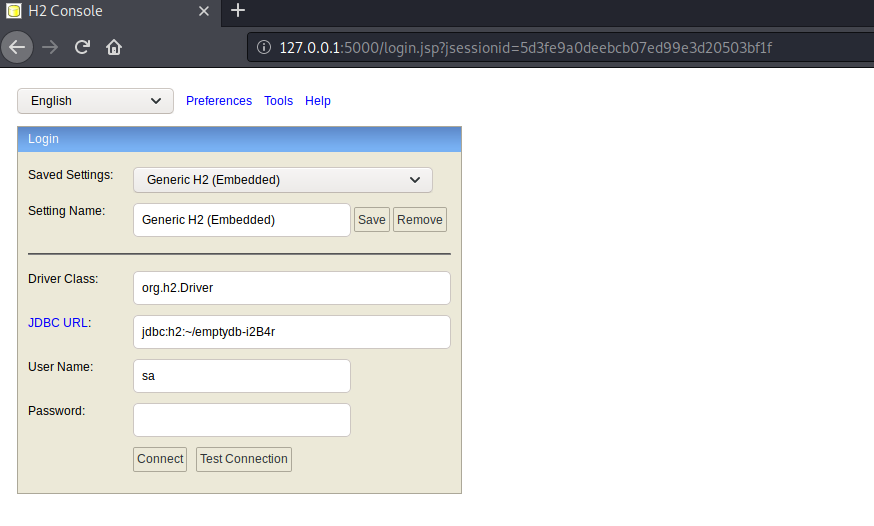 H2 Console
127.0.0.1:5000/login.jsp?jsessionid=5d3fe9a0deebcb07ed99e3d20503bf1f
English Preferences Tools Help
Login
Saved Settings: Generic H2 (Embedded)
Setting Name: Generic H2 (Embedded) Save Remove
Driver Class: org.h2.Driver
JDBC URL: jdbc:h2:~/emptydb-i2B4r
User Name: sa
Password:
Connect Test Connection